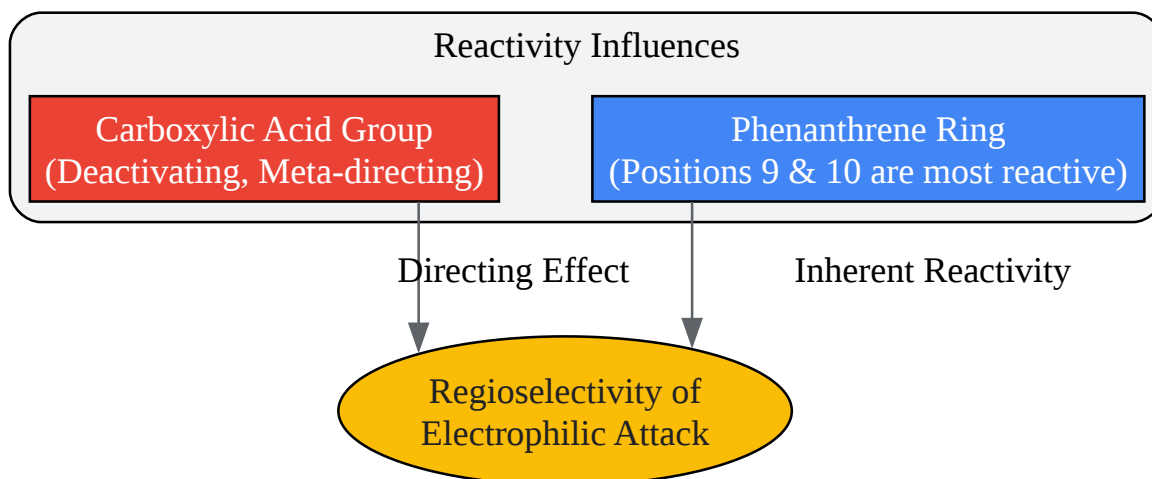 Reactivity Influences
Carboxylic Acid Group
(Deactivating, Meta-directing)
Phenanthrene Ring
(Positions 9 & 10 are most reactive)
Directing Effect
Inherent Reactivity
Regioselectivity of
Electrophilic Attack